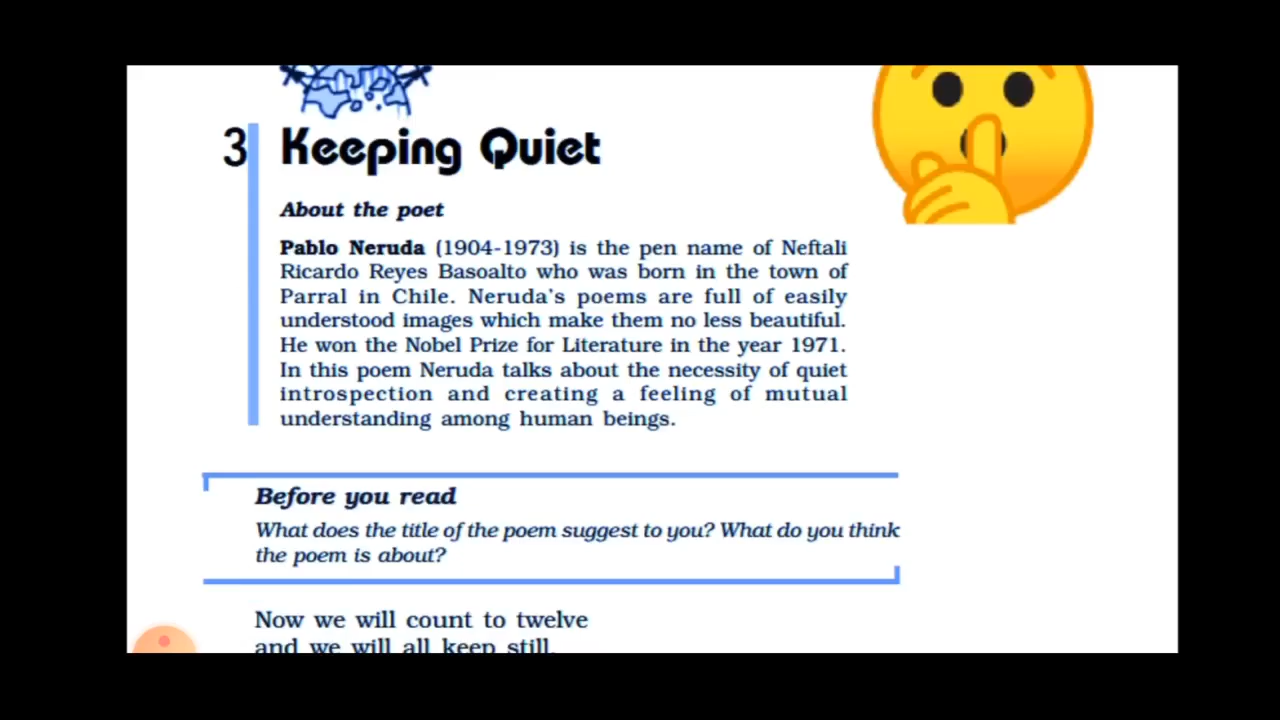 3 Keeping Quiet
About the poet
Pablo Neruda (1904-1973) is the pen name of Neftali
Ricardo Reyes Basoalto who was born in the town of
Parral in Chile. Neruda's poems are full of easily
understood images which make them no less beautiful.
He won the Nobel Prize for Literature in the year 1971.
In this poem Neruda talks about the necessity of quiet
introspection and creating a feeling of mutual
understanding among human beings.
Before you read
What does the title of the poem suggest to you? What do you think
the poem is about?
Now we will count to twelve
and we will all keep still.